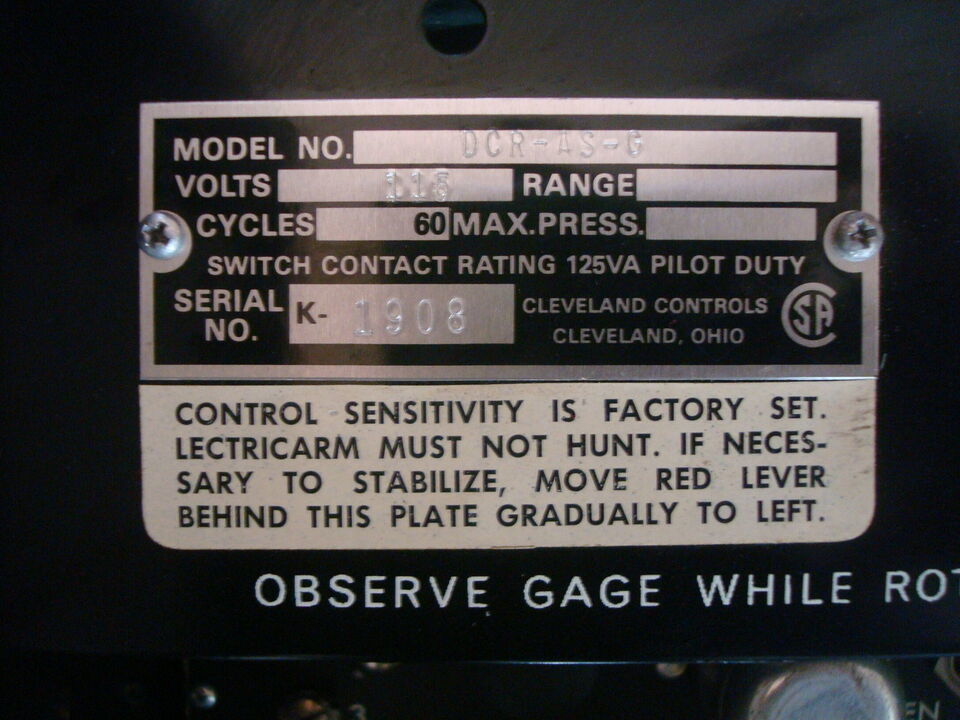 MODEL NO. DCR-AS-G
VOLTS 115 RANGE
CYCLES 60 MAX. PRESS.
SWITCH CONTACT RATING 125VA PILOT DUTY
SERIAL NO. K- 1908
CLEVELAND CONTROLS
CLEVELAND, OHIO
SA
CONTROL SENSITIVITY IS FACTORY SET.
LECTRICARM MUST NOT HUNT. IF NECES-
SARY TO STABILIZE, MOVE RED LEVER
BEHIND THIS PLATE GRADUALLY TO LEFT.
OBSERVE GAGE WHILE ROT
3
EN